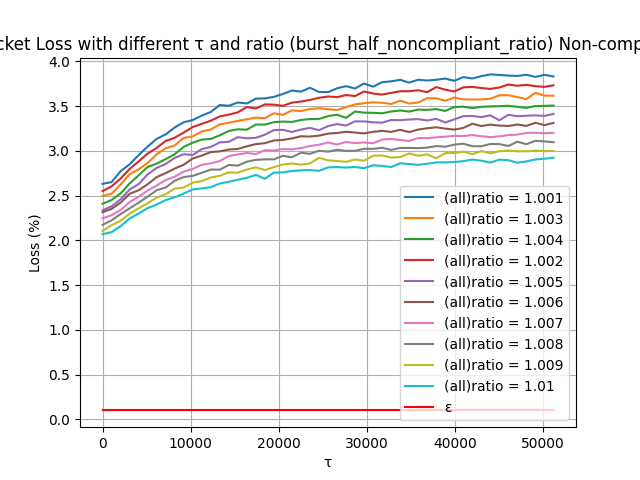 Loss with different τ and ratio (burst_half_noncompliant_ratio)
4.0
3.5
3.0
2.5
2.0
1.5
1.0
0.5
0.0
Loss (%)
(all)ratio = 1.001
(all)ratio = 1.003
(all)ratio = 1.004
(all)ratio = 1.002
(all)ratio = 1.005
(all)ratio = 1.006
(all)ratio = 1.007
(all)ratio = 1.008
(all)ratio = 1.009
(all)ratio = 1.01
ε
0 10000 20000 30000 40000 50000
τ